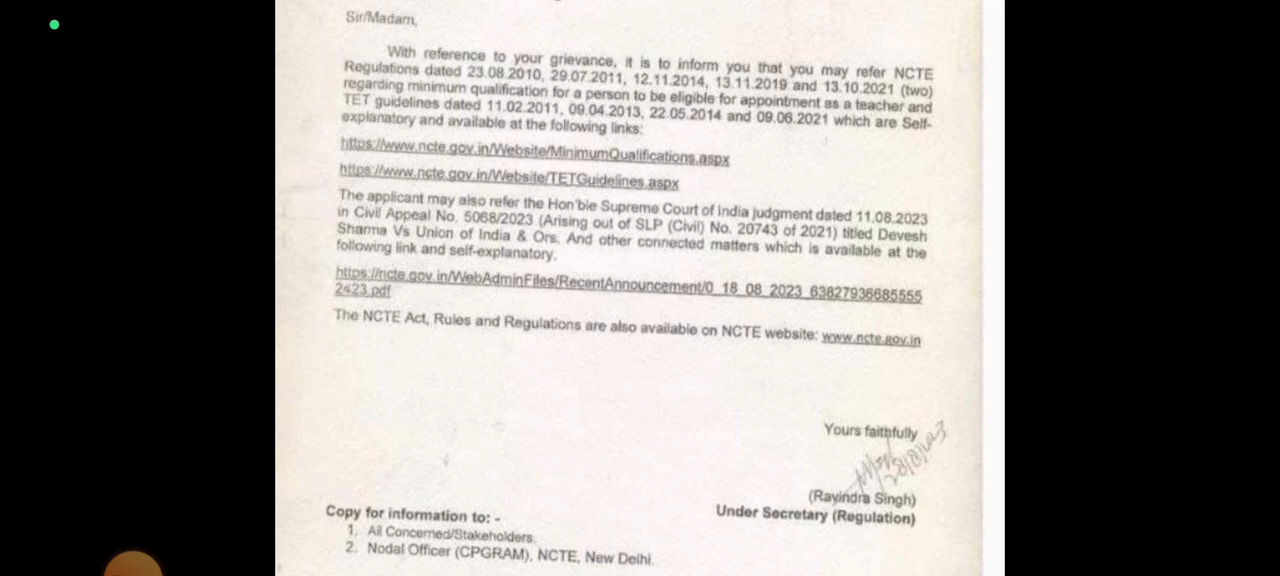 Sir/Madam,
With reference to your grievance, it is to inform you that you may refer NCTE
Regulations dated 23.08.2010, 29.07.2011, 12.11.2014, 13.11.2019 and 13.10.2021 (two)
regarding minimum qualification for a person to be eligible for appointment as a teacher and
TET guidelines dated 11.02.2011, 09.04.2013, 22.05.2014 and 09.06.2021 which are Self-
explanatory and available at the following links:
https://www.ncte.gov.in/Website/MinimumQualifications.aspx
https://www.ncte.gov.in/Website/TETGuidelines.aspx
The applicant may also refer the Hon'ble Supreme Court of India judgment dated 11.08.2023
in Civil Appeal No. 5068/2023 (Arising out of SLP (Civil) No. 20743 of 2021) titled Devesh
Sharma Vs Union of India & Ors. And other connected matters which is available at the
following link and self-explanatory.
https://ncte.gov.in/WebAdminFiles/RecentAnnouncement/0_18_08_2023_63827936685555
2423.pdf
The NCTE Act, Rules and Regulations are also available on NCTE website: www.ncte.gov.in
Yours faithfully
(Ravindra Singh)
Under Secretary (Regulation)
Copy for information to: -
1. All Concerned/Stakeholders.
2. Nodal Officer (CPGRAM), NCTE, New Delhi.